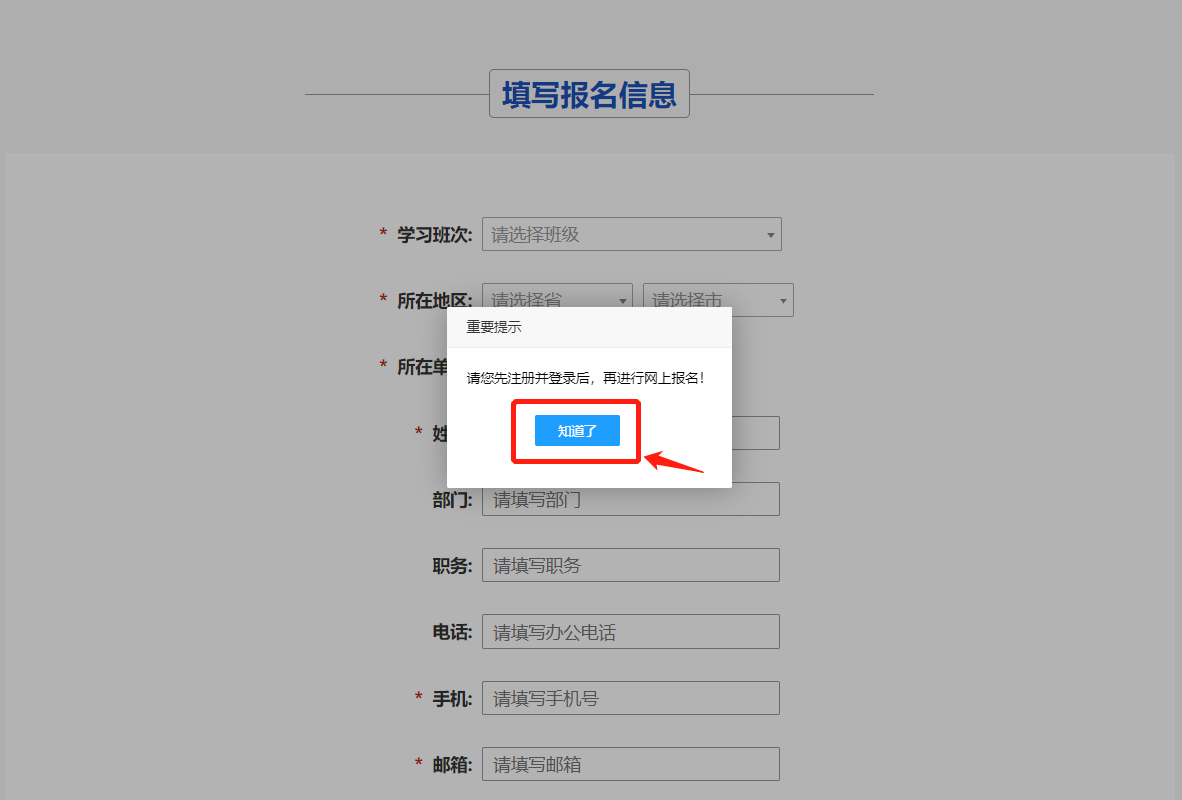 填写报名信息
* 学习班次: 请选择班级
* 所在地区: 请选择省 请选择市
重要提示
* 所在单
请您先注册并登录后，再进行网上报名！
知道了
* 姓
部门: 请填写部门
职务: 请填写职务
电话: 请填写办公电话
* 手机: 请填写手机号
* 邮箱: 请填写邮箱